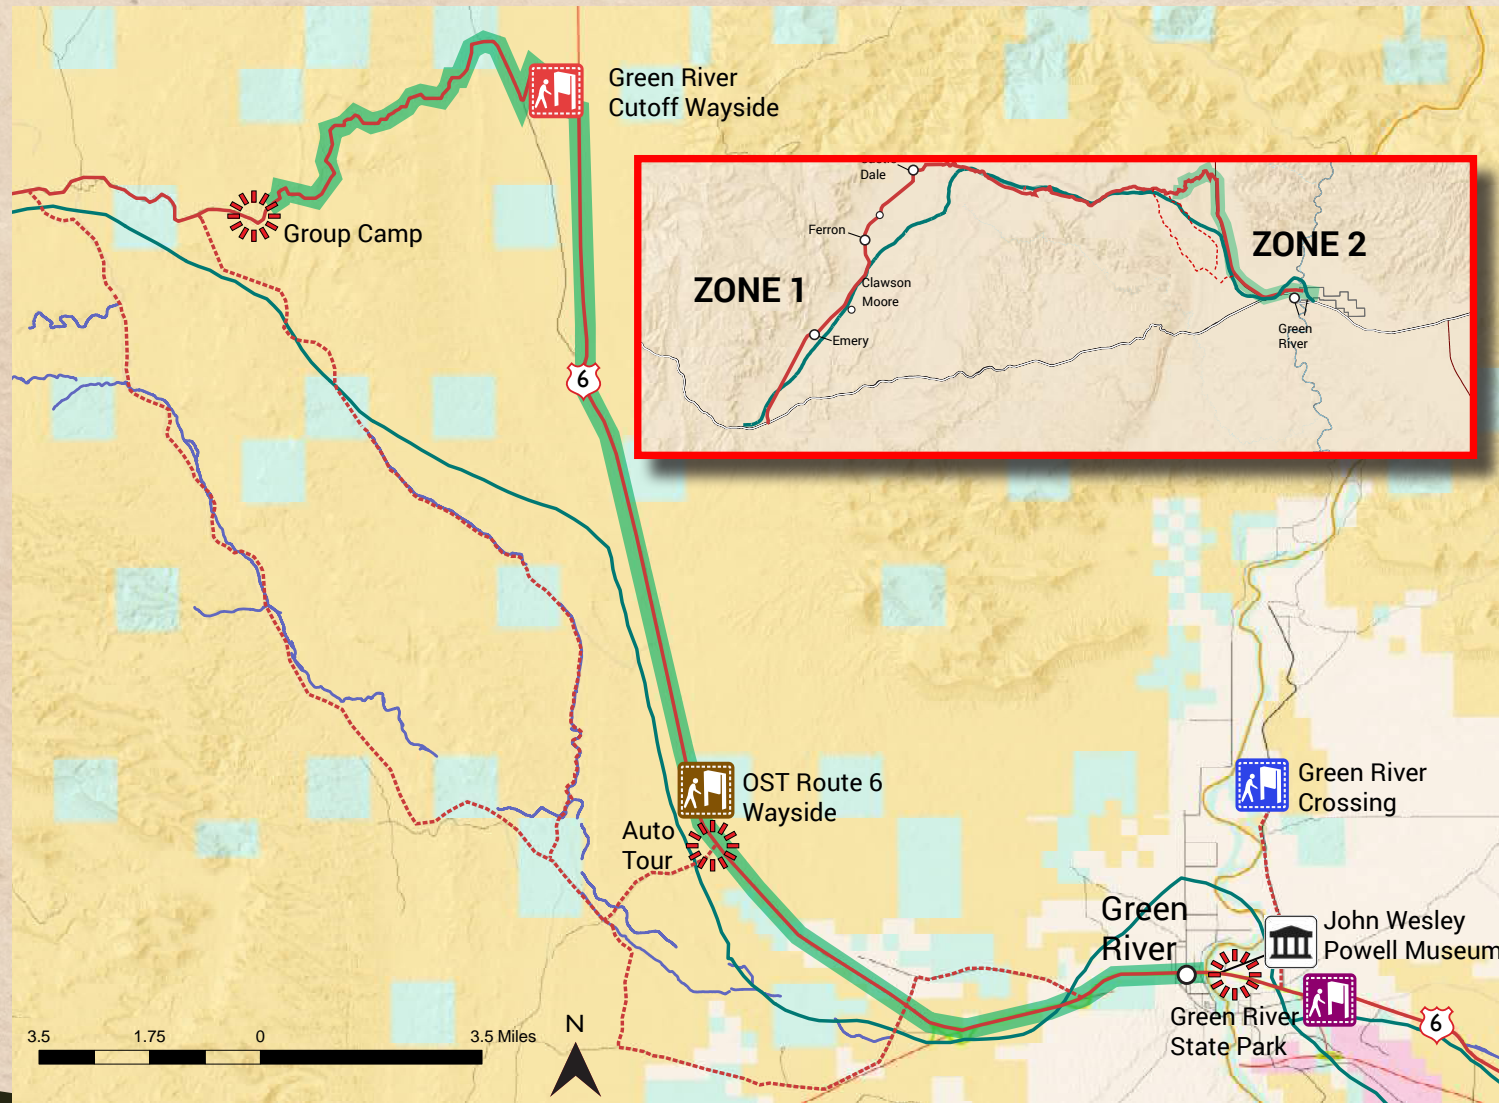 Green River
Cutoff Wayside
Group Camp
6
Dale
Ferron
ZONE 1
Clawson
Moore
Emery
ZONE 2
Green
River
OST Route 6
Wayside
Auto
Tour
Green River
Crossing
Green
River
John Wesley
Powell Museum
Green River
State Park
6
3.5 1.75 0 3.5 Miles
N